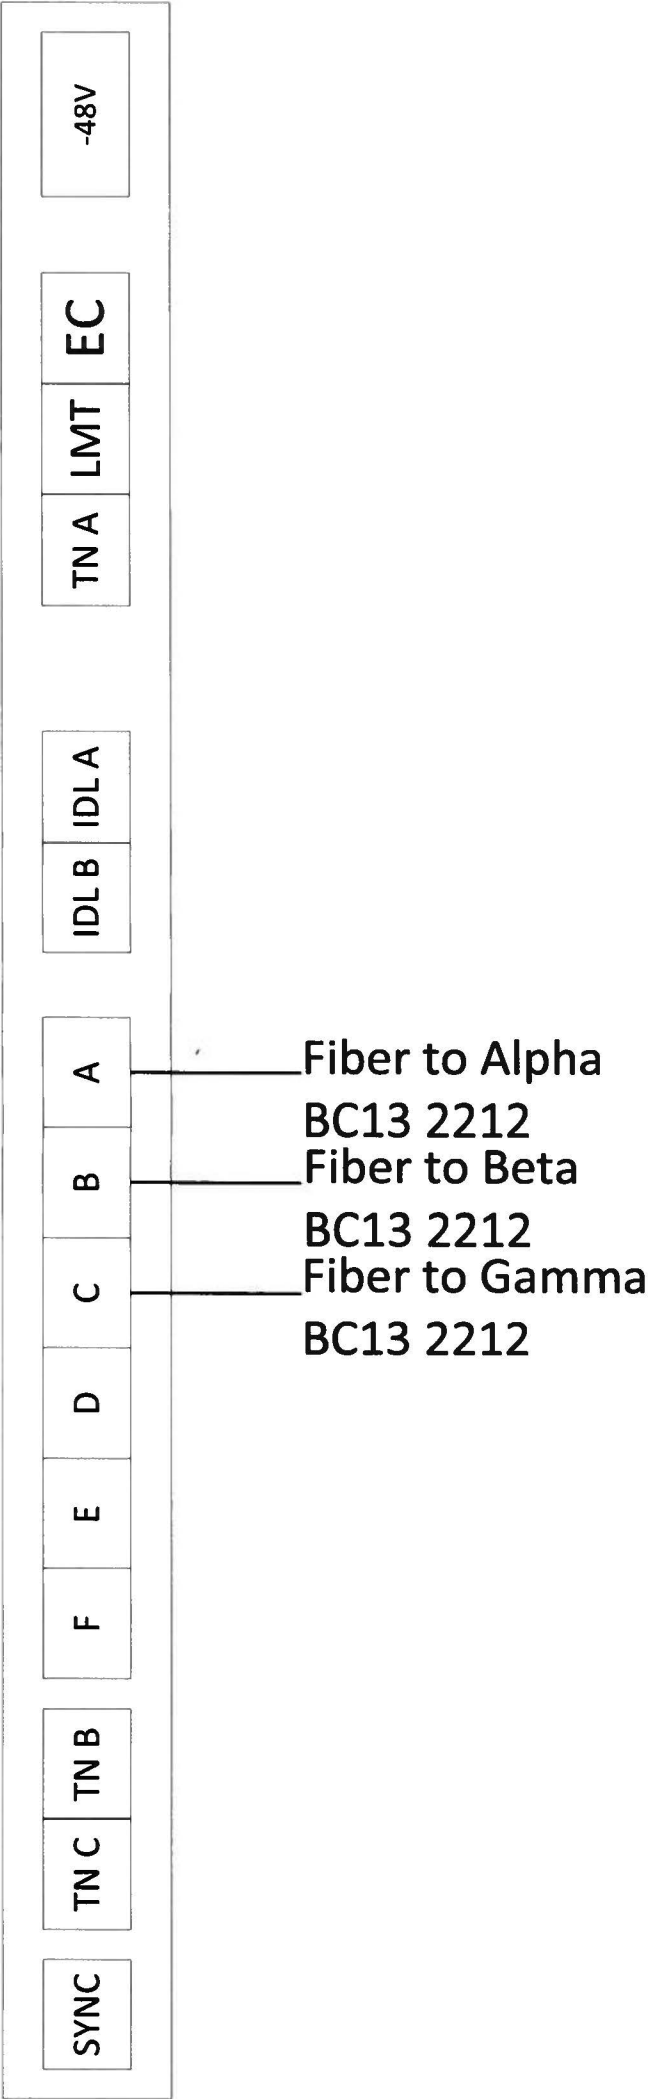 -48V
EC
LMT
TN A
IDL A
IDL B
A
Fiber to Alpha
BC13 2212
B
Fiber to Beta
BC13 2212
C
Fiber to Gamma
BC13 2212
D
E
F
TN B
TN C
SYNC